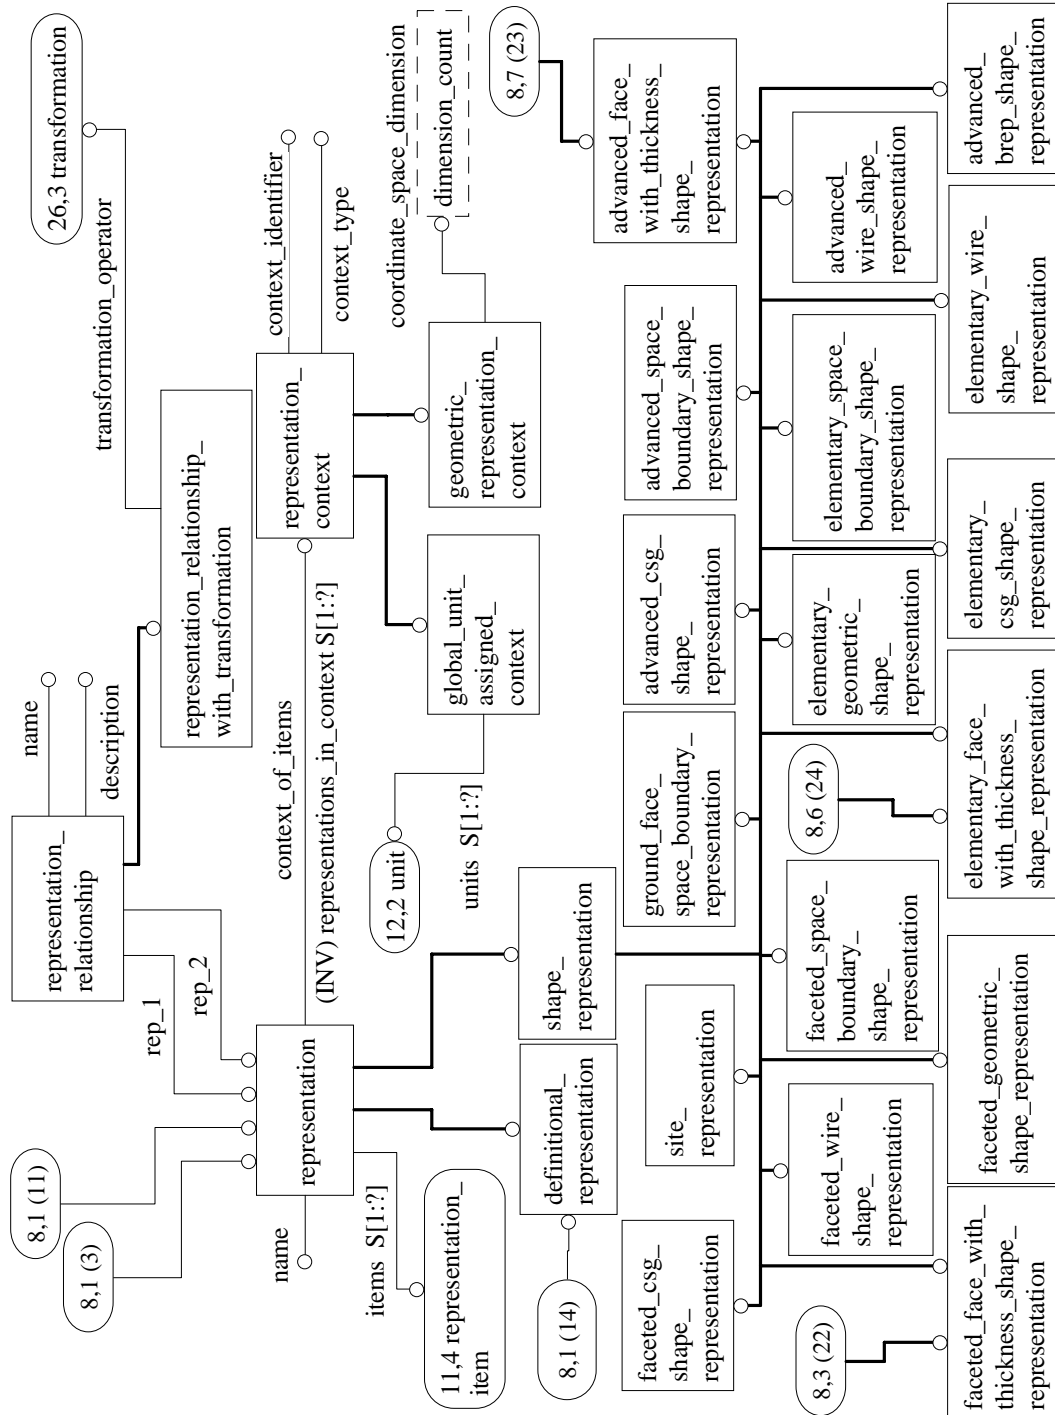 8,1 (11)
8,1 (3)
representation_
relationship
name
description
rep_1
rep_2
representation_relationship_
with_transformation
transformation_operator
26,3 transformation
name
representation
context_of_items
(INV) representations_in_context S[1:?]
representation_
context
context_identifier
context_type
items  S[1:?]
11,4 representation_
item
12,2 unit
units  S[1:?]
global_unit_
assigned_
context
geometric_
representation_
context
coordinate_space_dimension
dimension_count
8,1 (14)
definitional_
representation
shape_
representation
8,7 (23)
faceted_csg_
shape_
representation
site_
representation
ground_face_
space_boundary_
representation
advanced_csg_
shape_
representation
advanced_space_
boundary_shape_
representation
advanced_face_
with_thickness_
shape_
representation
8,3 (22)
faceted_wire_
shape_
representation
faceted_space_
boundary_
shape_
representation
8,6 (24)
elementary_
geometric_
shape_
representation
elementary_space_
boundary_shape_
representation
advanced_
wire_shape_
representation
faceted_face_with_
thickness_shape_
representation
faceted_geometric_
shape_representation
elementary_face_
with_thickness_
shape_representation
elementary_
csg_shape_
representation
elementary_wire_
shape_
representation
advanced_
brep_shape_
representation